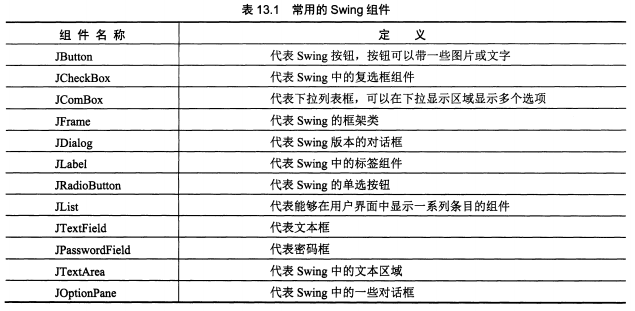 表 13.1 常用的 Swing 组件
组 件 名 称 定 义
JButton 代表 Swing 按钮，按钮可以带一些图片或文字
JCheckBox 代表 Swing 中的复选框组件
JComBox 代表下拉列表框，可以在下拉显示区域显示多个选项
JFrame 代表 Swing 的框架类
JDialog 代表 Swing 版本的对话框
JLabel 代表 Swing 中的标签组件
JRadioButton 代表 Swing 的单选按钮
JList 代表能够在用户界面中显示一系列条目的组件
JTextField 代表文本框
JPasswordField 代表密码框
JTextArea 代表 Swing 中的文本区域
JOptionPane 代表 Swing 中的一些对话框